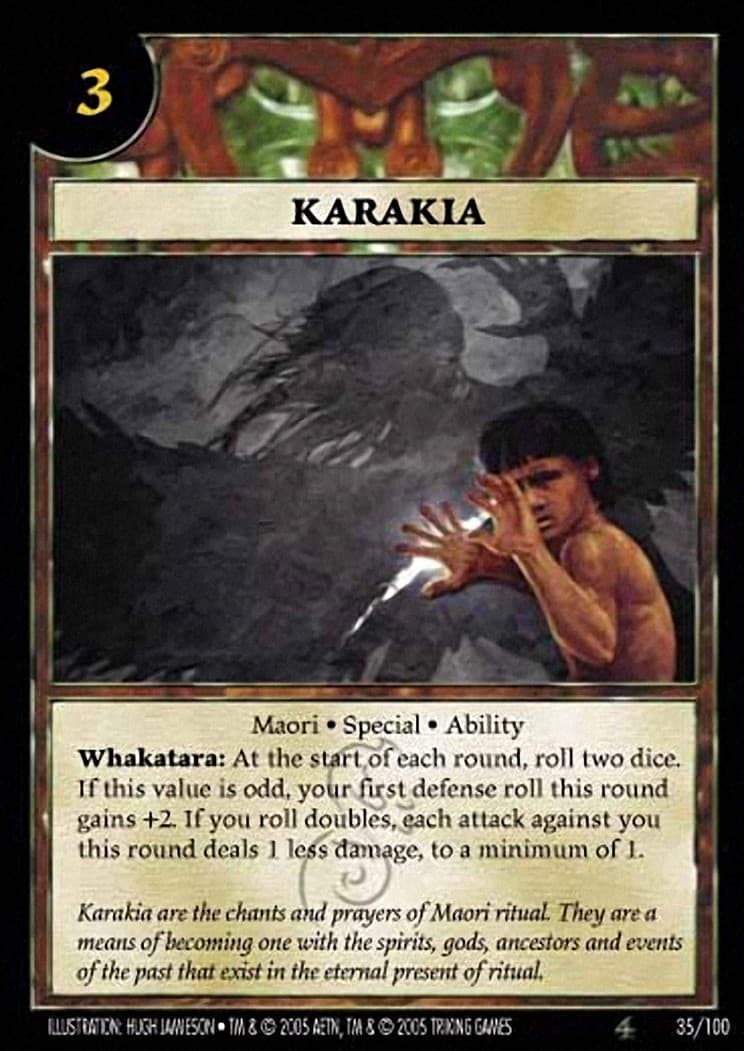 3
KARAKIA
Maori • Special • Ability
Whakatara: At the start of each round, roll two dice.
If this value is odd, your first defense roll this round
gains +2. If you roll doubles, each attack against you
this round deals 1 less damage, to a minimum of 1.
Karakia are the chants and prayers of Maori ritual. They are a
means of becoming one with the spirits, gods, ancestors and events
of the past that exist in the eternal present of ritual.
ILLUSTRATION: HUGH JAMIESON • TM & © 2005 AETN, TM & © 2005 TRIKING GAMES 4 35/100